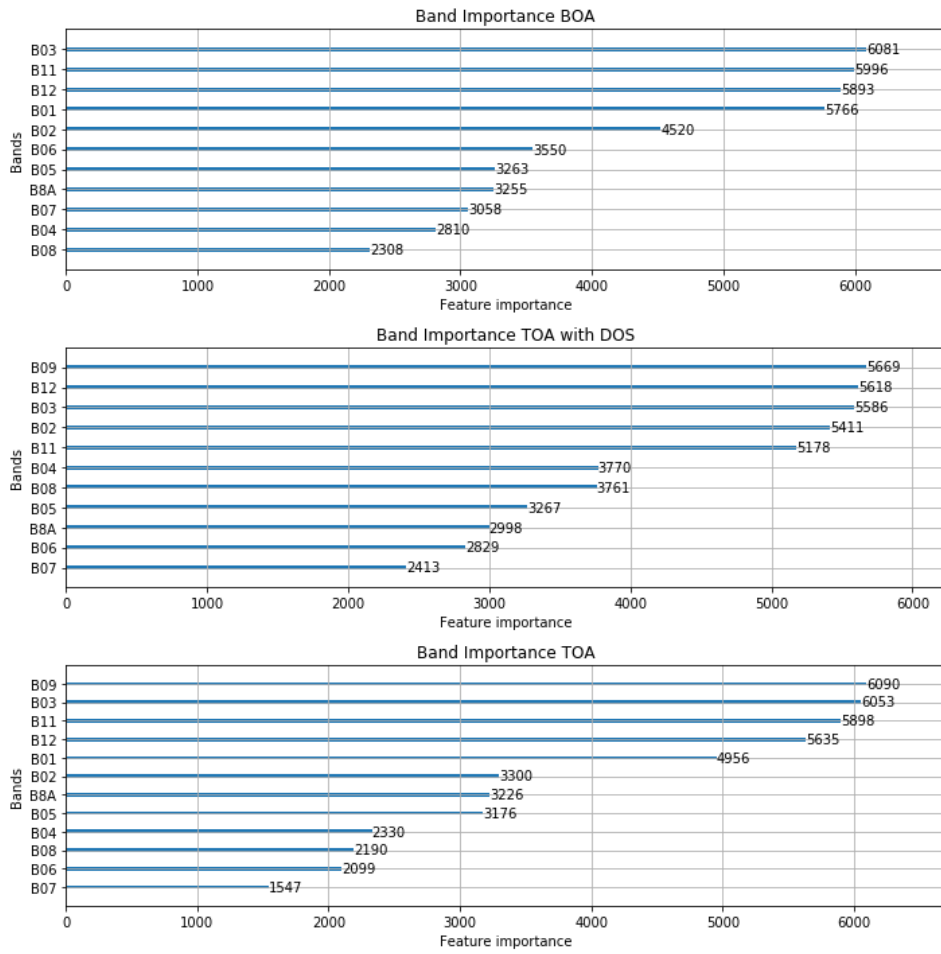 Band Importance BOA
Bands
B03 6081
B11 5996
B12 5893
B01 5766
B02 4520
B06 3550
B05 3263
B8A 3255
B07 3058
B04 2810
B08 2308
0 1000 2000 3000 4000 5000 6000
Feature importance
Band Importance TOA with DOS
Bands
B09 5669
B12 5618
B03 5586
B02 5411
B11 5178
B04 3770
B08 3761
B05 3267
B8A 2998
B06 2829
B07 2413
0 1000 2000 3000 4000 5000 6000
Feature importance
Band Importance TOA
Bands
B09 6090
B03 6053
B11 5898
B12 5635
B01 4956
B02 3300
B8A 3226
B05 3176
B04 2330
B08 2190
B06 2099
B07 1547
0 1000 2000 3000 4000 5000 6000
Feature importance